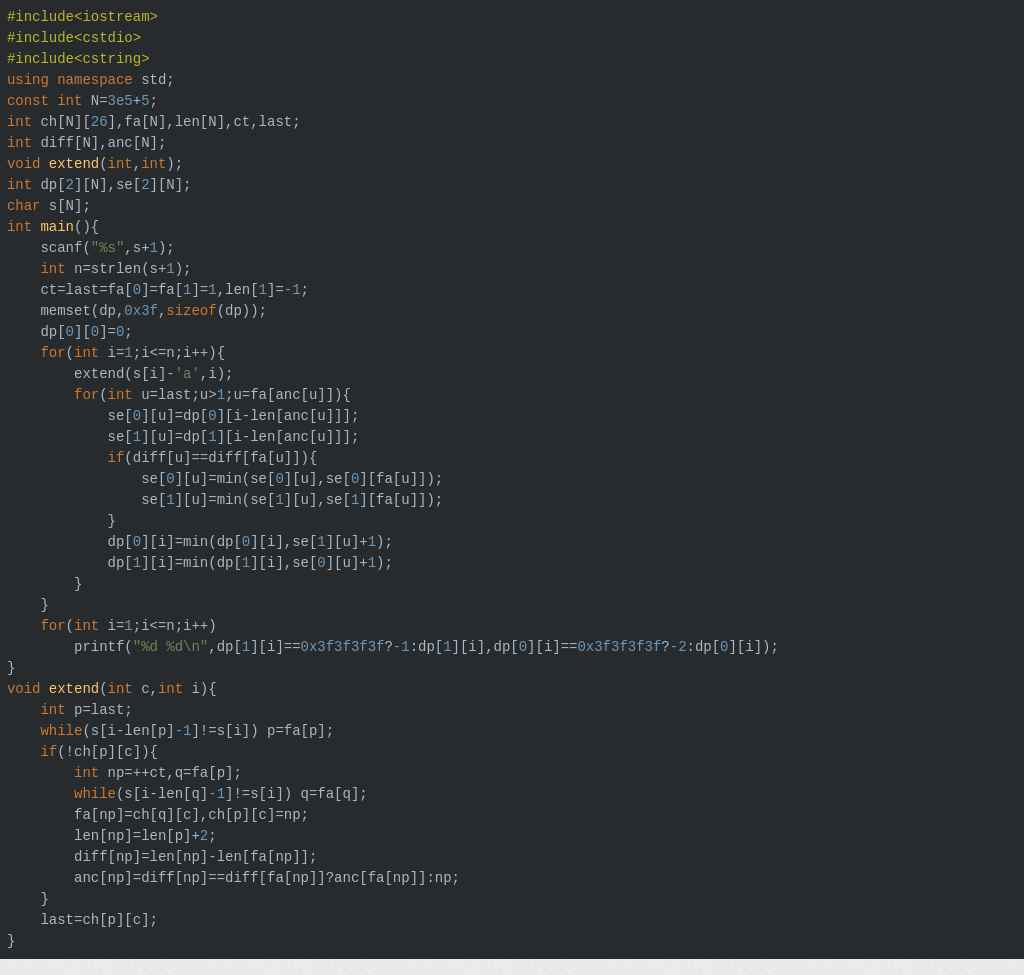 #include<iostream>
#include<cstdio>
#include<cstring>
using namespace std;
const int N=3e5+5;
int ch[N][26],fa[N],len[N],ct,last;
int diff[N],anc[N];
void extend(int,int);
int dp[2][N],se[2][N];
char s[N];
int main(){
    scanf("%s",s+1);
    int n=strlen(s+1);
    ct=last=fa[0]=fa[1]=1,len[1]=-1;
    memset(dp,0x3f,sizeof(dp));
    dp[0][0]=0;
    for(int i=1;i<=n;i++){
        extend(s[i]-'a',i);
        for(int u=last;u>1;u=fa[anc[u]]){
            se[0][u]=dp[0][i-len[anc[u]]];
            se[1][u]=dp[1][i-len[anc[u]]];
            if(diff[u]==diff[fa[u]]){
                se[0][u]=min(se[0][u],se[0][fa[u]]);
                se[1][u]=min(se[1][u],se[1][fa[u]]);
            }
            dp[0][i]=min(dp[0][i],se[1][u]+1);
            dp[1][i]=min(dp[1][i],se[0][u]+1);
        }
    }
    for(int i=1;i<=n;i++)
        printf("%d %d\n",dp[1][i]==0x3f3f3f3f?-1:dp[1][i],dp[0][i]==0x3f3f3f3f?-2:dp[0][i]);
}
void extend(int c,int i){
    int p=last;
    while(s[i-len[p]-1]!=s[i]) p=fa[p];
    if(!ch[p][c]){
        int np=++ct,q=fa[p];
        while(s[i-len[q]-1]!=s[i]) q=fa[q];
        fa[np]=ch[q][c],ch[p][c]=np;
        len[np]=len[p]+2;
        diff[np]=len[np]-len[fa[np]];
        anc[np]=diff[np]==diff[fa[np]]?anc[fa[np]]:np;
    }
    last=ch[p][c];
}